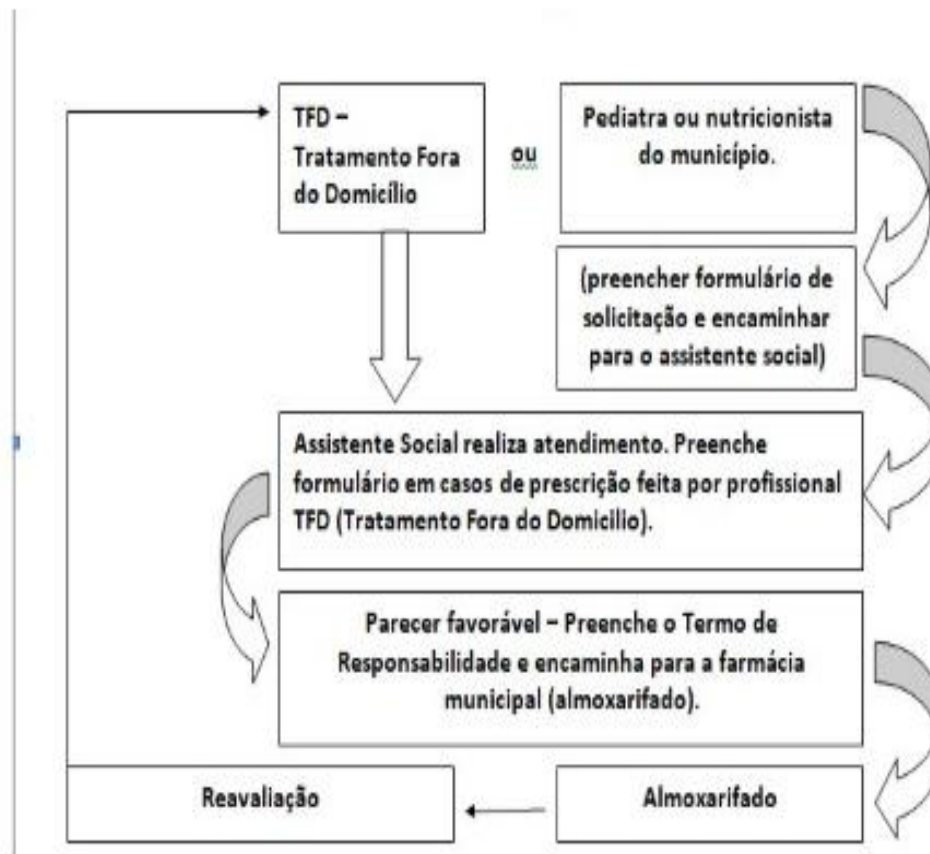 TFD –
Tratamento Fora
do Domicílio
ou
Pediatra ou nutricionista
do município.
(preencher formulário de
solicitação e encaminhar
para o assistente social)
Assistente Social realiza atendimento. Preenche
formulário em casos de prescrição feita por profissional
TFD (Tratamento Fora do Domicilio).
Parecer favorável – Preenche o Termo de
Responsabilidade e encaminha para a farmácia
municipal (almoxarifado).
Reavaliação
Almoxarifado